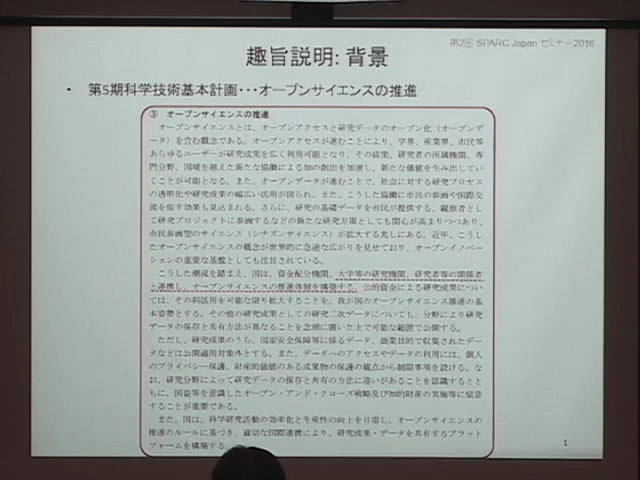 第2回 SPARC Japan セミナー2016
趣旨説明: 背景
・ 第5期科学技術基本計画・・・オープンサイエンスの推進
③ オープンサイエンスの推進
オープンサイエンスとは、オープンアクセスと研究データのオープン化（オープンデ
ータ）を含む概念である。オープンアクセスが進むことにより、学界、産業界、市民等
あらゆるユーザーが研究成果を広く利用可能となり、その結果、研究者の所属機関、専
門分野、国境を越えた新たな協働による知の創出を加速し、新たな価値を生み出してい
くことが可能となる。また、オープンデータが進むことで、社会に対する研究プロセス
の透明化や研究成果の幅広い活用が図られ、また、こうした協働に市民の参画や国際交
流を促す効果も見込まれる。さらに、研究の基礎データを市民が提供する、観察者とし
て研究プロジェクトに参画するなどの新たな研究方策としても関心が高まりつつあり、
市民参画型のサイエンス（シチズンサイエンス）が拡大する兆しにある。近年、こうし
たオープンサイエンスの概念が世界的に急速な広がりを見せており、オープンイノベー
ションの重要な基盤としても注目されている。
こうした潮流を踏まえ、国は、資金配分機関、大学等の研究機関、研究者等の関係者
と連携し、オープンサイエンスの推進体制を構築する。公的資金による研究成果につい
ては、その利活用を可能な限り拡大することを、我が国のオープンサイエンス推進の基
本姿勢とする。その他の研究成果としての研究二次データについても、分野により研究
データの保存と共有方法が異なることを念頭に置いた上で可能な範囲で公開する。
ただし、研究成果のうち、国家安全保障等に係るデータ、商業目的で収集されたデー
タなどは公開適用対象外とする。また、データへのアクセスやデータの利用には、個人
のプライバシー保護、財産的価値のある成果物の保護の観点から制限事項を設ける。な
お、研究分野によって研究データの保存と共有の方法に違いがあることを認識するとと
もに、国益等を意識したオープン・アンド・クローズ戦略及び知的財産の実施等に留意
することが重要である。
また、国は、科学研究活動の効率化と生産性の向上を目指し、オープンサイエンスの
推進のルールに基づき、適切な国際連携により、研究成果・データを共有するプラット
フォームを構築する。
1